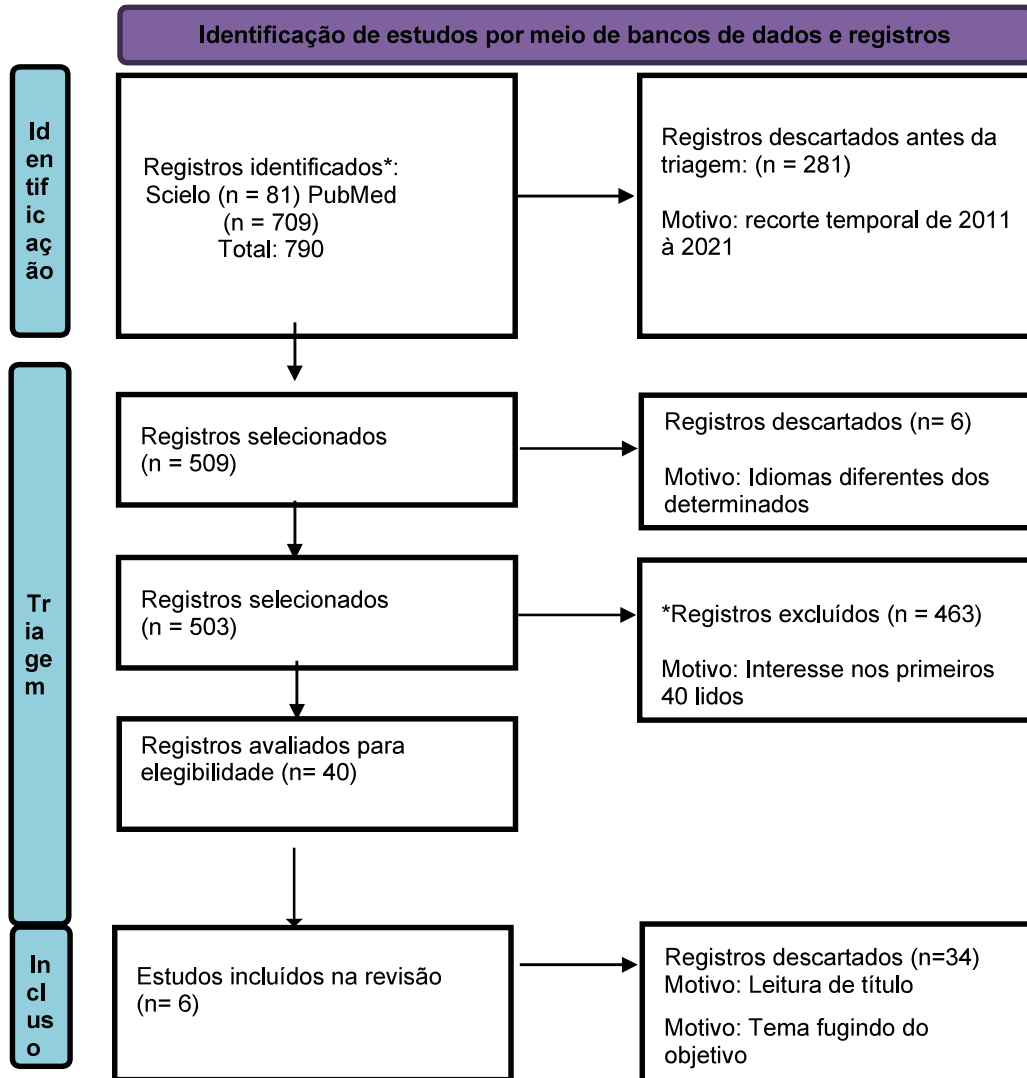 Identificação de estudos por meio de bancos de dados e registros
Id
en
tif
ic
aç
ão
Registros identificados*:
Scielo (n = 81) PubMed
(n = 709)
Total: 790
Registros descartados antes da
triagem: (n = 281)
Motivo: recorte temporal de 2011
à 2021
Tr
ia
ge
m
Registros selecionados
(n = 509)
Registros descartados (n= 6)
Motivo: Idiomas diferentes dos
determinados
Registros selecionados
(n = 503)
*Registros excluídos (n = 463)
Motivo: Interesse nos primeiros
40 lidos
Registros avaliados para
elegibilidade (n= 40)
In
cl
us
o
Estudos incluídos na revisão
(n= 6)
Registros descartados (n=34)
Motivo: Leitura de título
Motivo: Tema fugindo do
objetivo